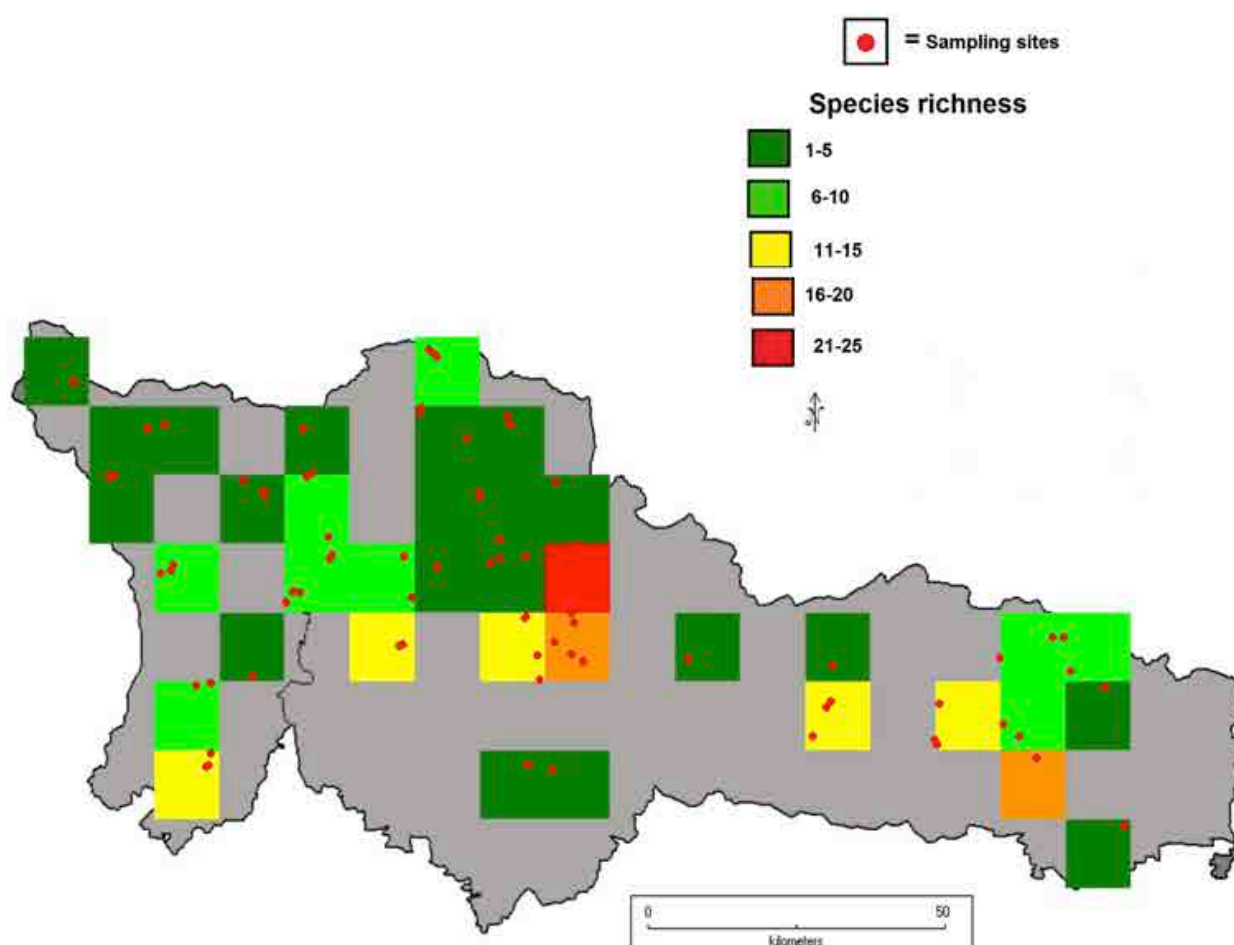 = Sampling sites
Species richness
1-5
6-10
11-15
16-20
21-25
0 50
kilometers